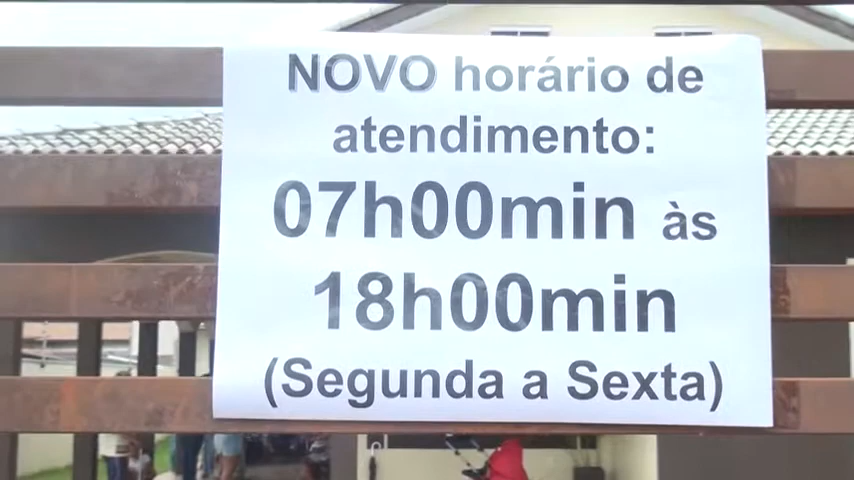 NOVO horário de
atendimento:
07h00min às
18h00min
(Segunda a Sexta)